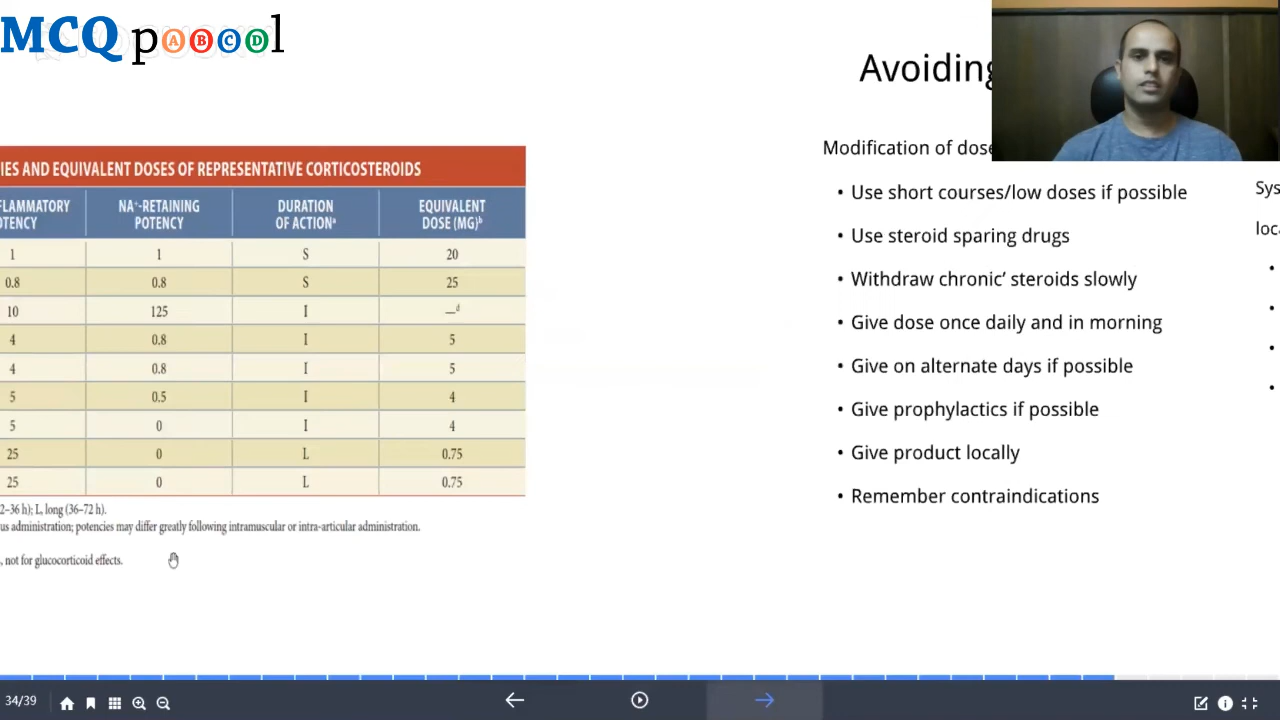 MCQ pABCDl
IES AND EQUIVALENT DOSES OF REPRESENTATIVE CORTICOSTEROIDS
FLAMMATORY NA⁺-RETAINING DURATION EQUIVALENT
OTENCY POTENCY OF ACTIONᵃ DOSE (MG)ᵇ
1 1 S 20
0.8 0.8 S 25
10 125 I —ᵈ
4 0.8 I 5
4 0.8 I 5
5 0.5 I 4
5 0 I 4
25 0 L 0.75
25 0 L 0.75
2–36 h); L, long (36–72 h).
us administration; potencies may differ greatly following intramuscular or intra-articular administration.
, not for glucocorticoid effects.
Avoiding
Modification of dose
• Use short courses/low doses if possible
• Use steroid sparing drugs
• Withdraw chronic’ steroids slowly
• Give dose once daily and in morning
• Give on alternate days if possible
• Give prophylactics if possible
• Give product locally
• Remember contraindications
Sys
loc
34/39